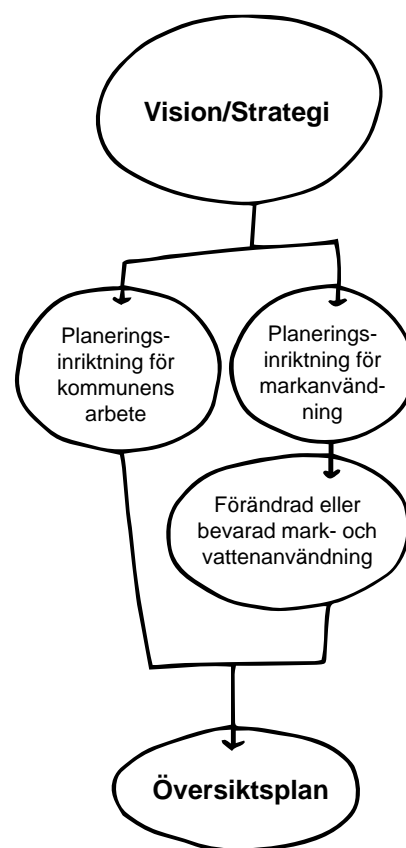 Vision/Strategi
Planerings-
inriktning för
kommunens
arbete
Planerings-
inriktning för
markanvänd-
ning
Förändrad eller
bevarad mark- och
vattenanvändning
Översiktsplan